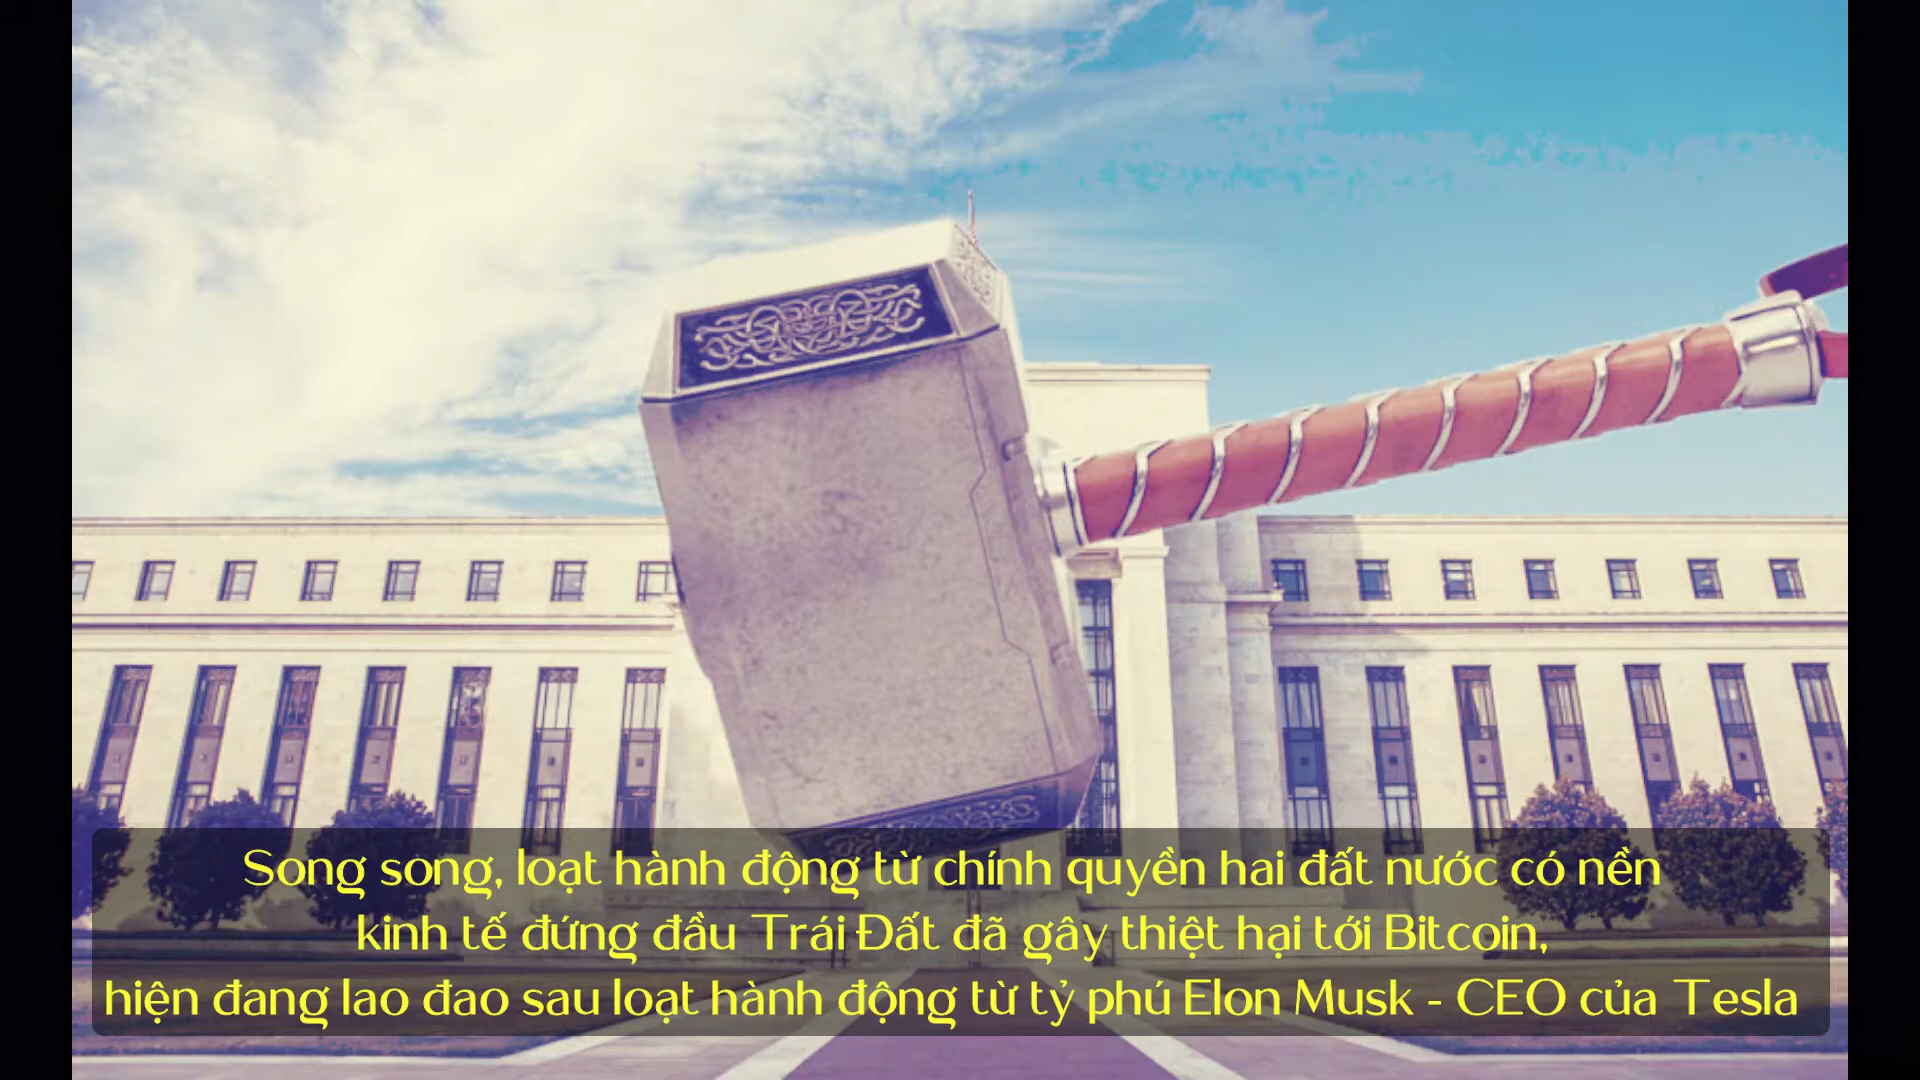 Song song, loạt hành động từ chính quyền hai đất nước có nền
kinh tế đứng đầu Trái Đất đã gây thiệt hại tới Bitcoin,
hiện đang lao đao sau loạt hành động từ tỷ phú Elon Musk - CEO của Tesla